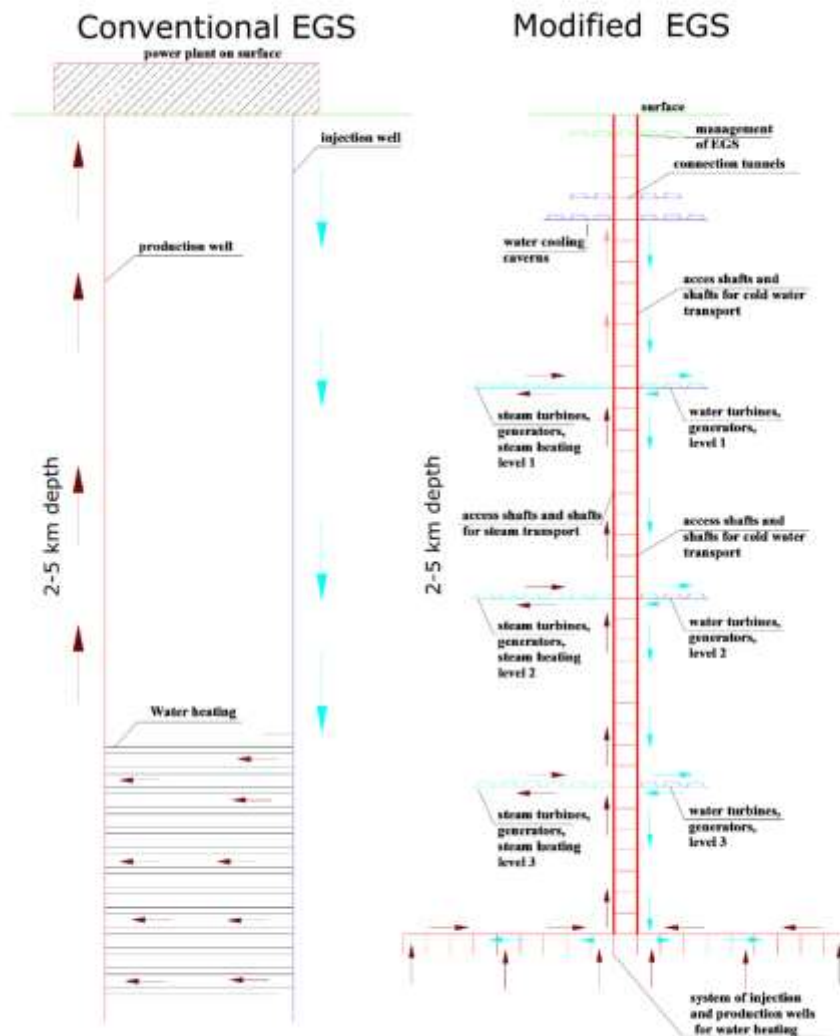 Conventional EGS
power plant on surface
injection well
production well
2-5 km depth
Water heating
Modified EGS
surface
management
of EGS
connection tunnels
water cooling
caverns
acces shafts and
shafts for cold water
transport
steam turbines,
generators,
steam heating
level 1
water turbines,
generators,
level 1
2-5 km depth
access shafts and shafts
for steam transport
access shafts and
shafts for cold water
transport
steam turbines,
generators,
steam heating
level 2
water turbines,
generators,
level 2
steam turbines,
generators,
steam heating
level 3
water turbines,
generators,
level 3
system of injection
and production wells
for water heating